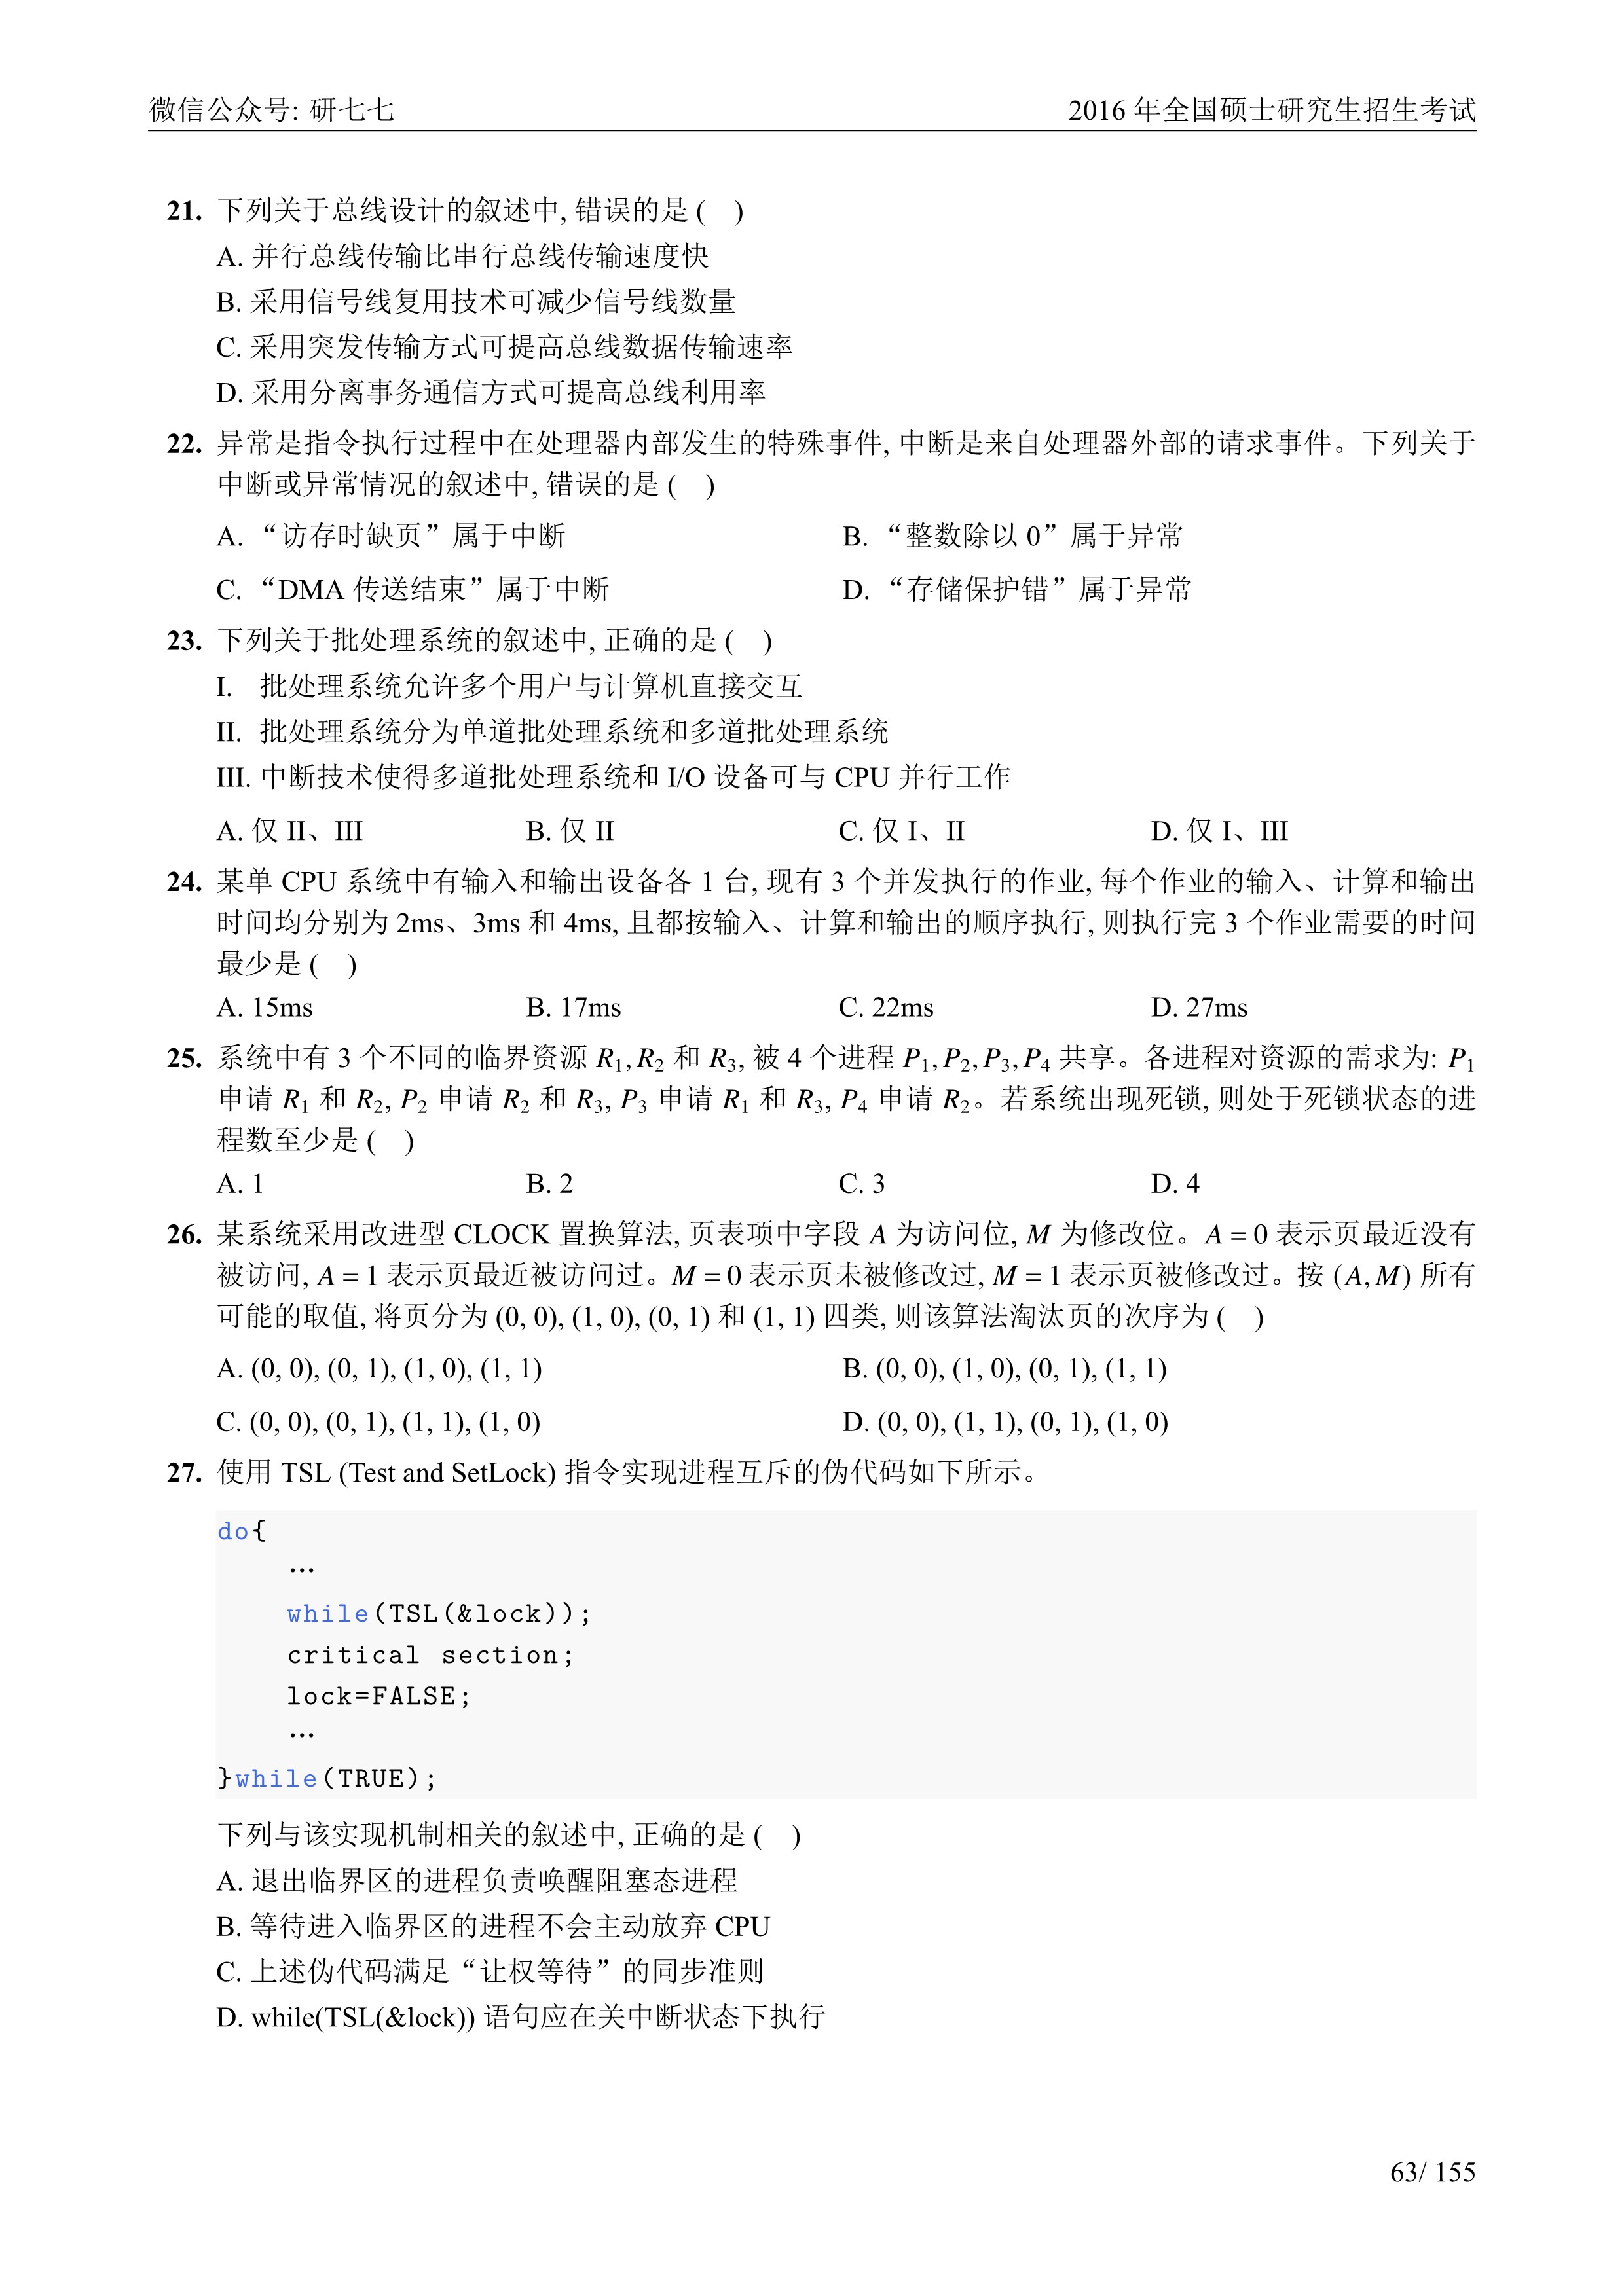 微信公众号: 研七七
2016 年全国硕士研究生招生考试
21. 下列关于总线设计的叙述中, 错误的是 (   )
A. 并行总线传输比串行总线传输速度快
B. 采用信号线复用技术可减少信号线数量
C. 采用突发传输方式可提高总线数据传输速率
D. 采用分离事务通信方式可提高总线利用率
22. 异常是指令执行过程中在处理器内部发生的特殊事件, 中断是来自处理器外部的请求事件。下列关于
中断或异常情况的叙述中, 错误的是 (   )
A. “访存时缺页”属于中断 B. “整数除以 0”属于异常
C. “DMA 传送结束”属于中断 D. “存储保护错”属于异常
23. 下列关于批处理系统的叙述中, 正确的是 (   )
I. 批处理系统允许多个用户与计算机直接交互
II. 批处理系统分为单道批处理系统和多道批处理系统
III. 中断技术使得多道批处理系统和 I/O 设备可与 CPU 并行工作
A. 仅 II、III B. 仅 II C. 仅 I、II D. 仅 I、III
24. 某单 CPU 系统中有输入和输出设备各 1 台, 现有 3 个并发执行的作业, 每个作业的输入、计算和输出
时间均分别为 2ms、3ms 和 4ms, 且都按输入、计算和输出的顺序执行, 则执行完 3 个作业需要的时间
最少是 (   )
A. 15ms B. 17ms C. 22ms D. 27ms
25. 系统中有 3 个不同的临界资源 R₁, R₂ 和 R₃, 被 4 个进程 P₁, P₂, P₃, P₄ 共享。各进程对资源的需求为: P₁
申请 R₁ 和 R₂, P₂ 申请 R₂ 和 R₃, P₃ 申请 R₁ 和 R₃, P₄ 申请 R₂。若系统出现死锁, 则处于死锁状态的进
程数至少是 (   )
A. 1 B. 2 C. 3 D. 4
26. 某系统采用改进型 CLOCK 置换算法, 页表项中字段 A 为访问位, M 为修改位。A = 0 表示页最近没有
被访问, A = 1 表示页最近被访问过。M = 0 表示页未被修改过, M = 1 表示页被修改过。按 (A, M) 所有
可能的取值, 将页分为 (0, 0), (1, 0), (0, 1) 和 (1, 1) 四类, 则该算法淘汰页的次序为 (   )
A. (0, 0), (0, 1), (1, 0), (1, 1) B. (0, 0), (1, 0), (0, 1), (1, 1)
C. (0, 0), (0, 1), (1, 1), (1, 0) D. (0, 0), (1, 1), (0, 1), (1, 0)
27. 使用 TSL (Test and SetLock) 指令实现进程互斥的伪代码如下所示。
do{
...
while(TSL(&lock));
critical section;
lock=FALSE;
...
}while(TRUE);
下列与该实现机制相关的叙述中, 正确的是 (   )
A. 退出临界区的进程负责唤醒阻塞态进程
B. 等待进入临界区的进程不会主动放弃 CPU
C. 上述伪代码满足“让权等待”的同步准则
D. while(TSL(&lock)) 语句应在关中断状态下执行
63/ 155